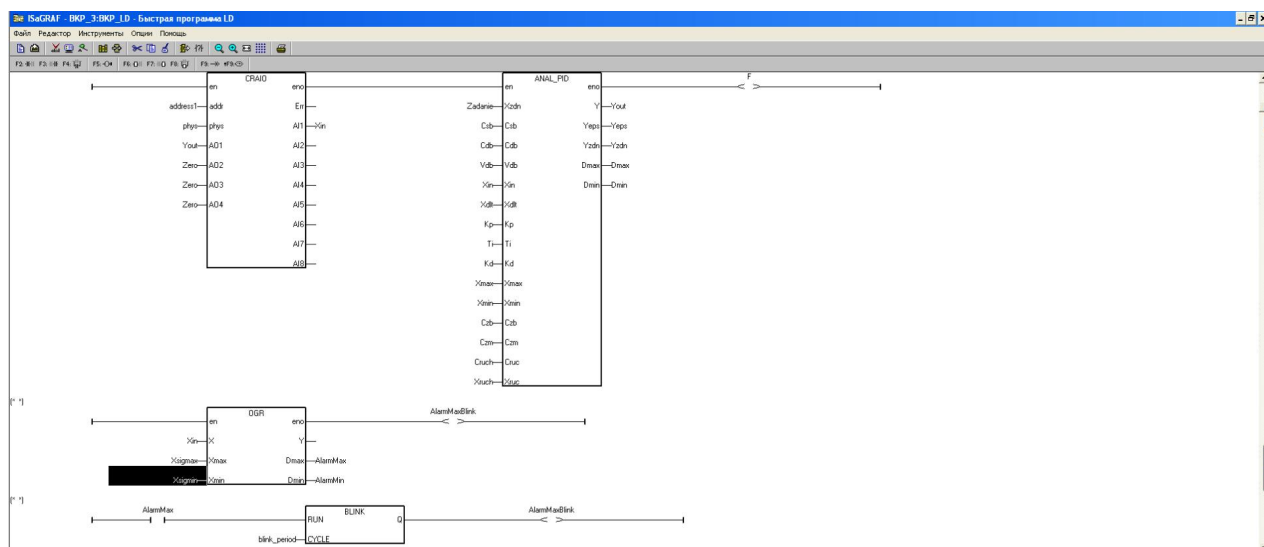 ISaGRAF - BKP_3:BKP_LD - Быстрая программа LD
Файл Редактор Инструменты Опции Помощь
CRAIO ANAL_PID F
en eno en eno
address1 addr Err Zadanie Xzdn Y Yout
phys phys AI1 Xin Csb Csb Yeps Yeps
Yout AO1 AI2 Cdb Cdb Yzdn Yzdn
Zero AO2 AI3 Vdb Vdb Dmax Dmax
Zero AO3 AI4 Xin Xin Dmin Dmin
Zero AO4 AI5 Xdlt Xdlt
AI6 Kp Kp
AI7 Ti Ti
AI8 Kd Kd
Xmax Xmax
Xmin Xmin
Czb Czb
Czm Czm
Cruch Cruc
Xruch Xruc
(* *)
OGR AlarmMaxBlink
en eno
Xin X Y
Xsigmax Xmax Dmax AlarmMax
Xsigmin Xmin Dmin AlarmMin
(* *)
AlarmMax BLINK AlarmMaxBlink
RUN Q
blink_period CYCLE